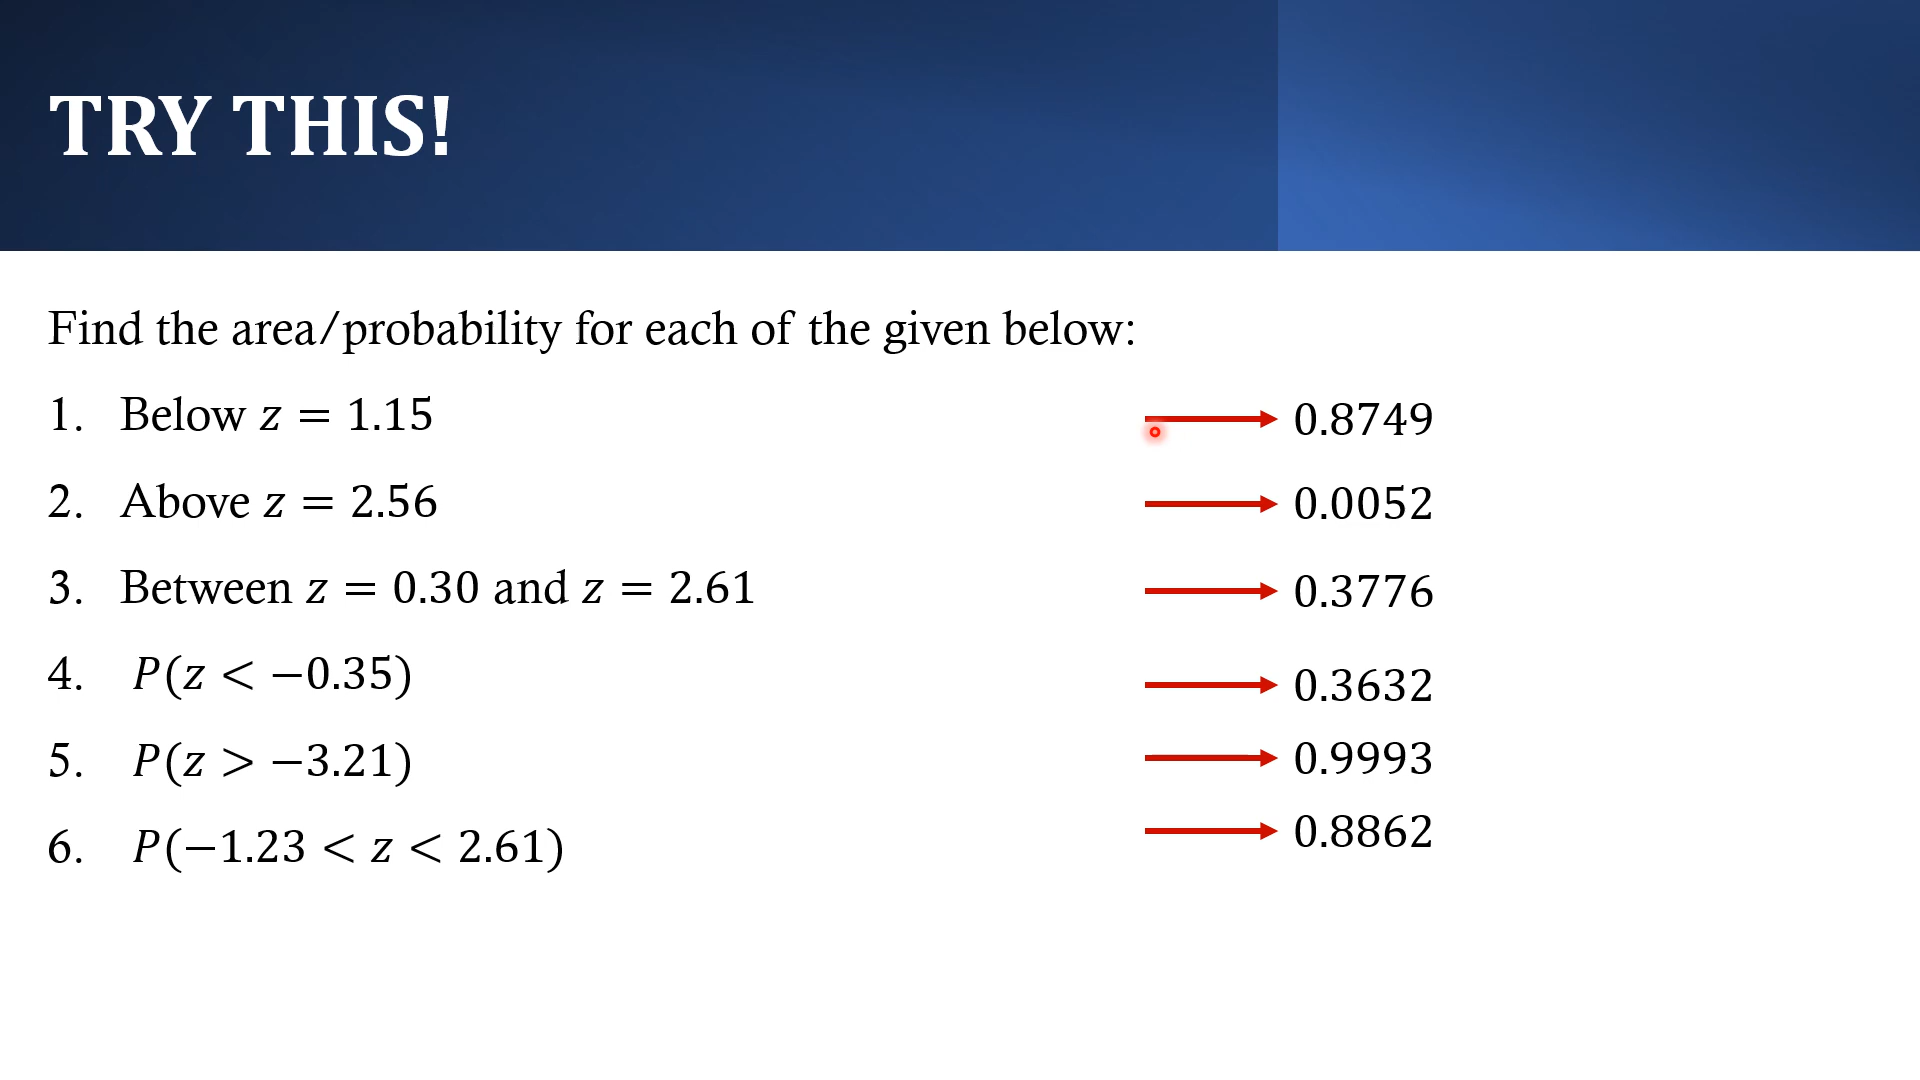 TRY THIS!
Find the area/probability for each of the given below:
1. Below z = 1.15 0.8749
2. Above z = 2.56 0.0052
3. Between z = 0.30 and z = 2.61 0.3776
4. P(z < −0.35) 0.3632
5. P(z > −3.21) 0.9993
6. P(−1.23 < z < 2.61) 0.8862